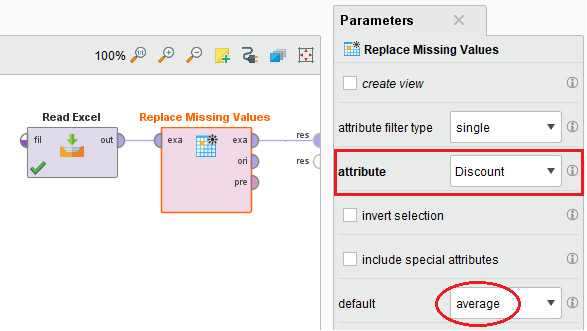 100%
Read Excel
fil
out
Replace Missing Values
exa
exa
ori
pre
res
res
Parameters
Replace Missing Values
create view
attribute filter type
single
attribute
Discount
invert selection
include special attributes
default
average